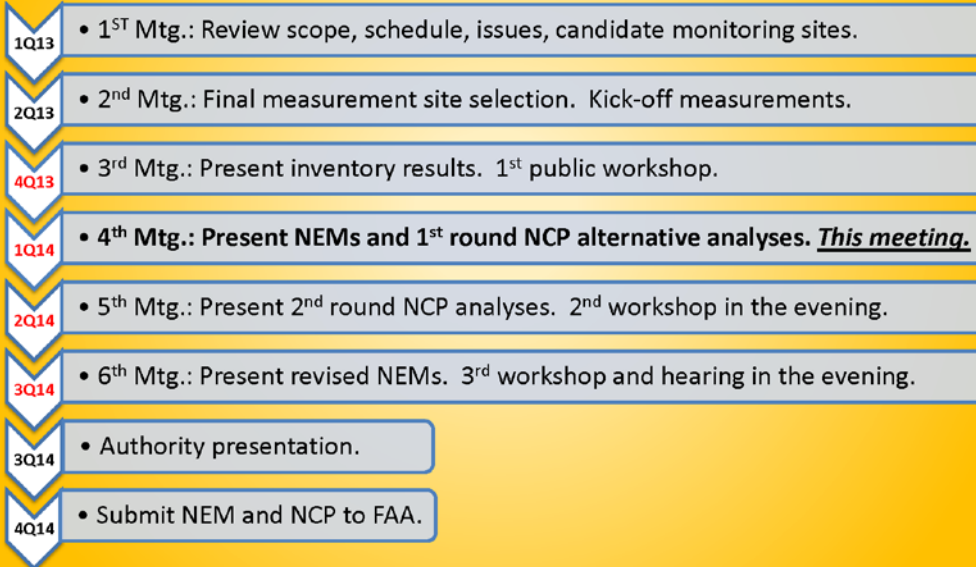 1Q13 • 1ST Mtg.: Review scope, schedule, issues, candidate monitoring sites.
2Q13 • 2nd Mtg.: Final measurement site selection. Kick-off measurements.
4Q13 • 3rd Mtg.: Present inventory results. 1st public workshop.
1Q14 • 4th Mtg.: Present NEMs and 1st round NCP alternative analyses. This meeting.
2Q14 • 5th Mtg.: Present 2nd round NCP analyses. 2nd workshop in the evening.
3Q14 • 6th Mtg.: Present revised NEMs. 3rd workshop and hearing in the evening.
3Q14 • Authority presentation.
4Q14 • Submit NEM and NCP to FAA.